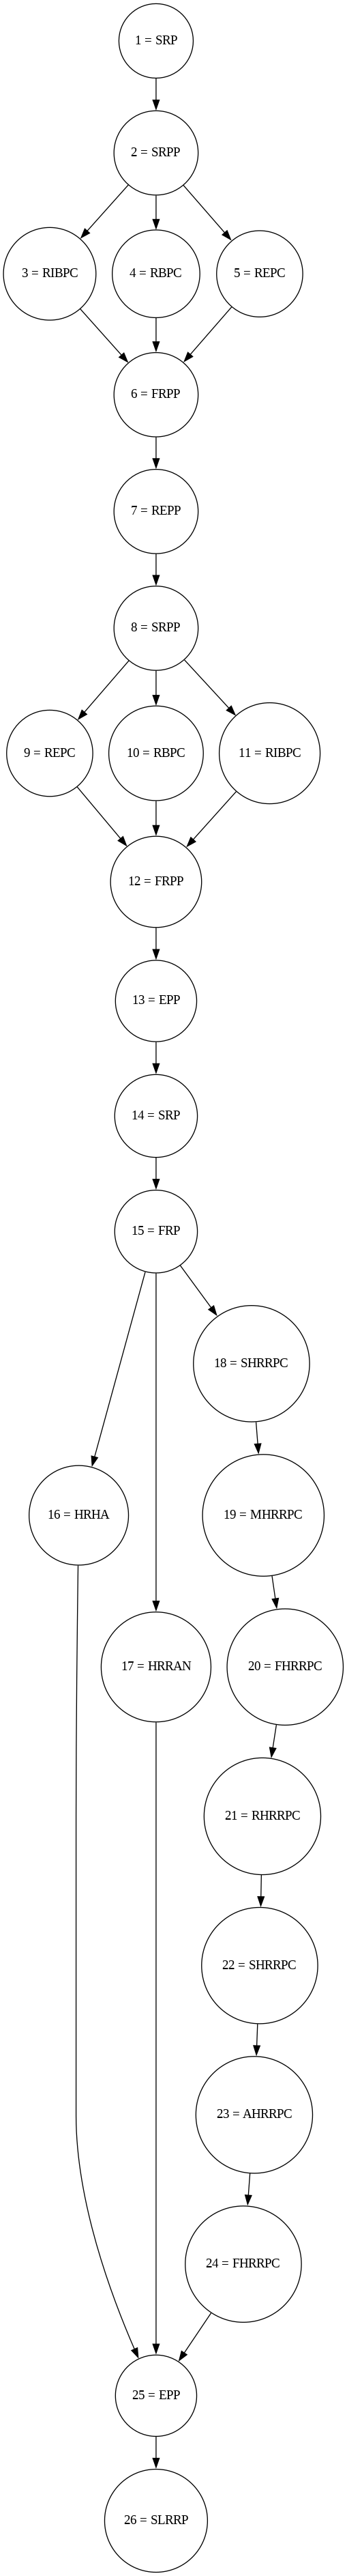 1 = SRP
2 = SRPP
3 = RIBPC
4 = RBPC
5 = REPC
6 = FRPP
7 = REPP
8 = SRPP
9 = REPC
10 = RBPC
11 = RIBPC
12 = FRPP
13 = EPP
14 = SRP
15 = FRP
18 = SHRRPC
16 = HRHA
19 = MHRRPC
17 = HRRAN
20 = FHRRPC
21 = RHRRPC
22 = SHRRPC
23 = AHRRPC
24 = FHRRPC
25 = EPP
26 = SLRRP